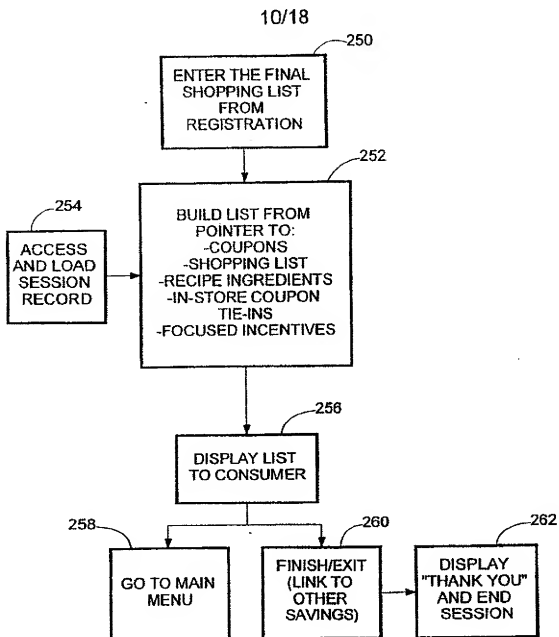 10/18
250
ENTER THE FINAL
SHOPPING LIST
FROM
REGISTRATION
252
BUILD LIST FROM
POINTER TO:
-COUPONS
-SHOPPING LIST
-RECIPE INGREDIENTS
-IN-STORE COUPON
TIE-INS
-FOCUSED INCENTIVES
254
ACCESS
AND LOAD
SESSION
RECORD
256
DISPLAY LIST
TO CONSUMER
258
GO TO MAIN
MENU
260
FINISH/EXIT
(LINK TO
OTHER
SAVINGS)
262
DISPLAY
"THANK YOU"
AND END
SESSION